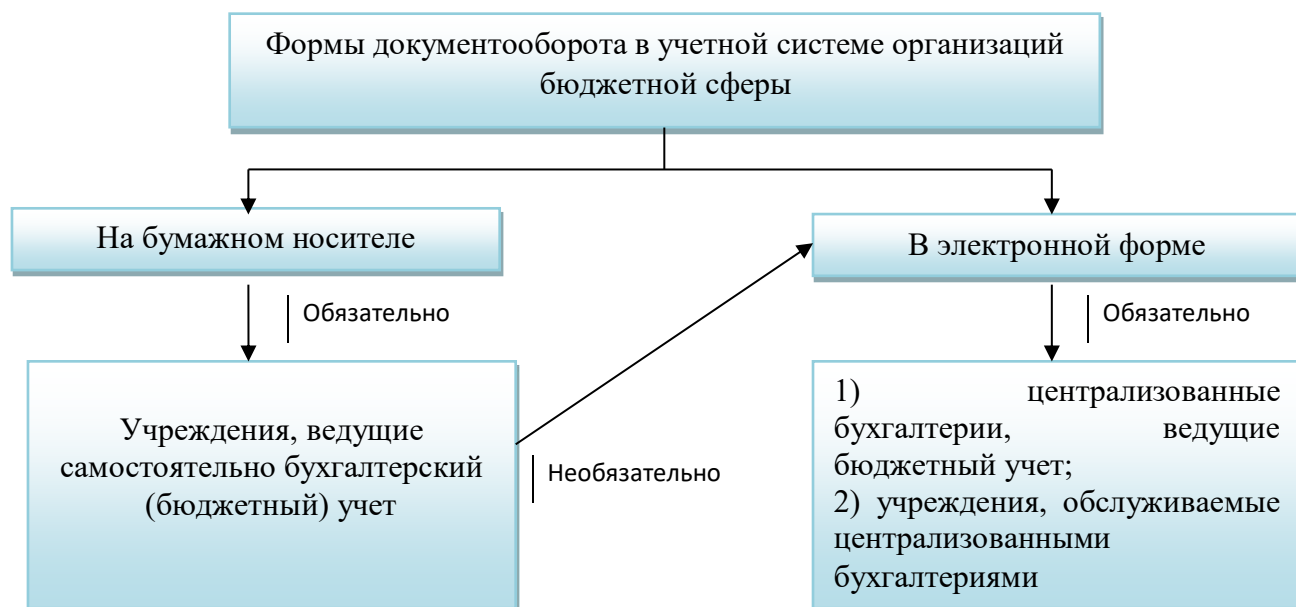 Формы документооборота в учетной системе организаций
бюджетной сферы
На бумажном носителе
В электронной форме
Обязательно
Обязательно
Учреждения, ведущие
самостоятельно бухгалтерский
(бюджетный) учет
Необязательно
1) централизованные
бухгалтерии, ведущие
бюджетный учет;
2) учреждения, обслуживаемые
централизованными
бухгалтериями